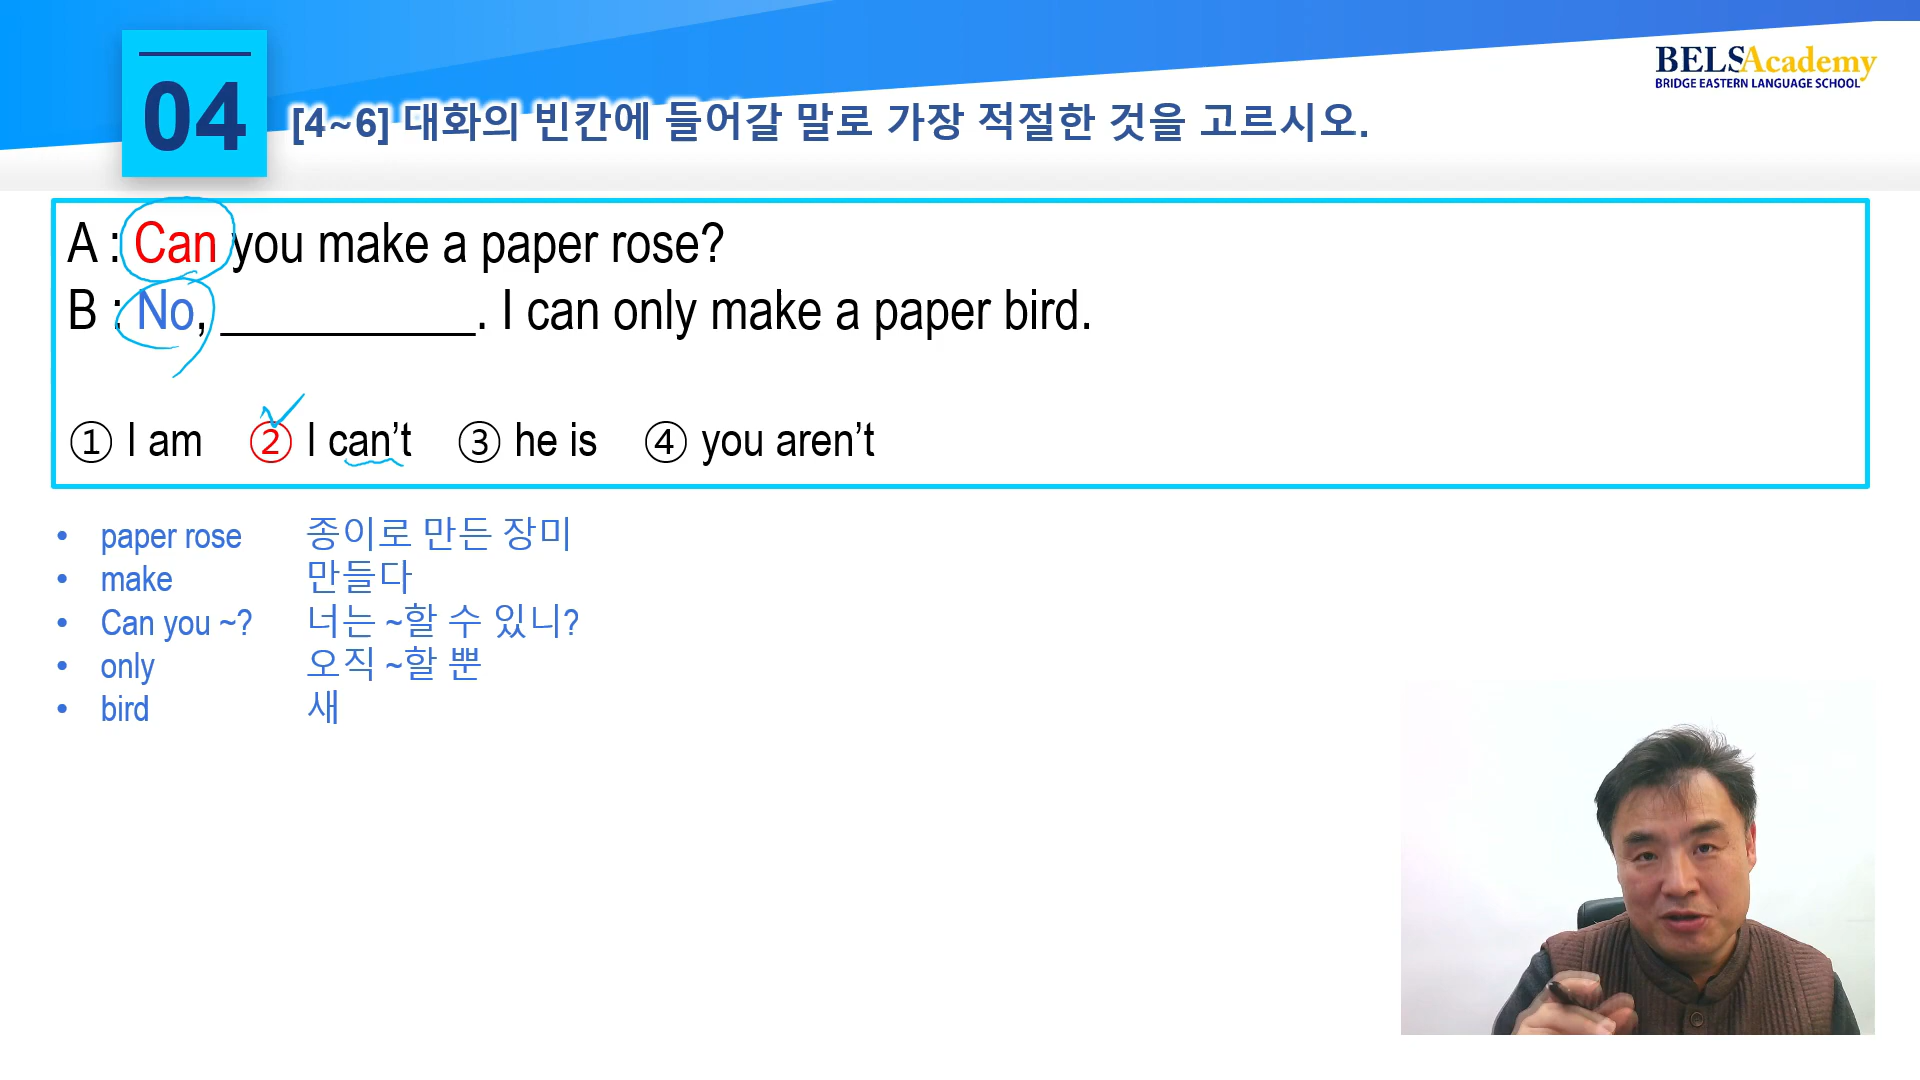 04
[4~6] 대화의 빈칸에 들어갈 말로 가장 적절한 것을 고르시오.
BELSAcademy
BRIDGE EASTERN LANGUAGE SCHOOL
A : Can you make a paper rose?
B : No, __________. I can only make a paper bird.
① I am ② I can’t ③ he is ④ you aren’t
• paper rose 종이로 만든 장미
• make 만들다
• Can you ~? 너는 ~할 수 있니?
• only 오직 ~할 뿐
• bird 새